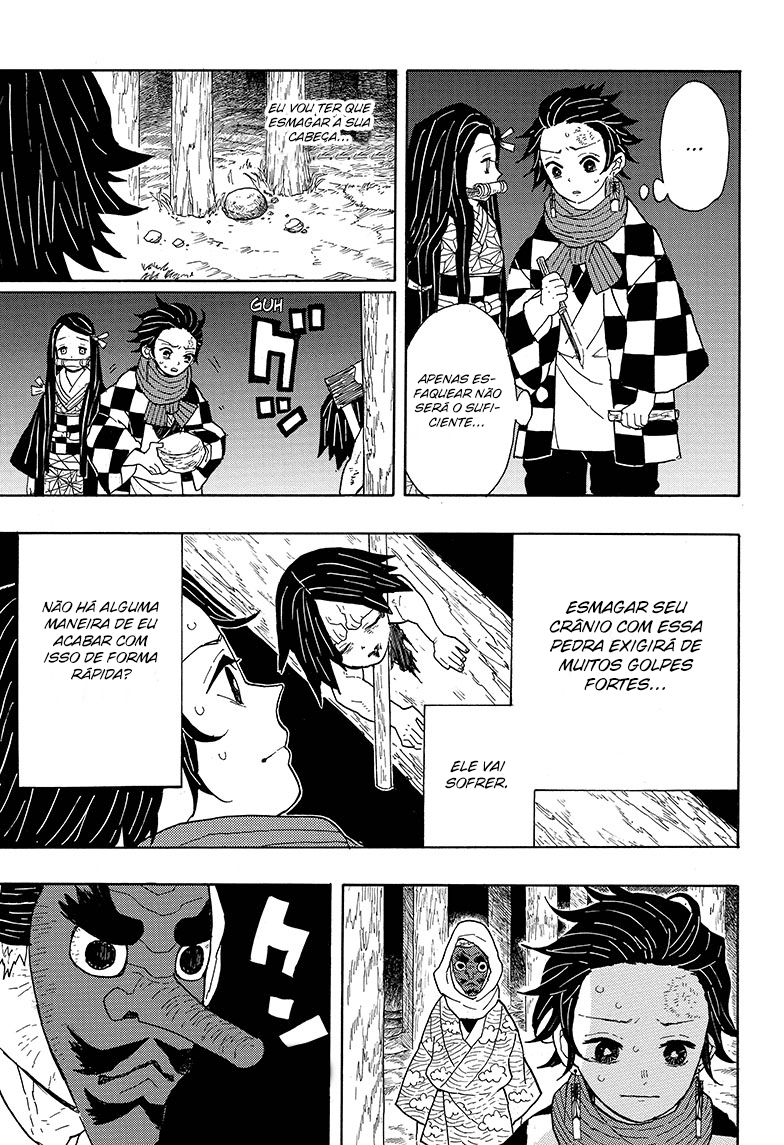 ...
APENAS ES-
FAQUEAR NÃO
SERÁ O SUFI-
CIENTE...
EU VOU TER QUE
ESMAGAR A SUA
CABEÇA...
GUH
グッ
ESMAGAR SEU
CRÂNIO COM ESSA
PEDRA EXIGIRÁ DE
MUITOS GOLPES
FORTES...
ELE VAI
SOFRER.
NÃO HÁ ALGUMA
MANEIRA DE EU
ACABAR COM
ISSO DE FORMA
RÁPIDA?